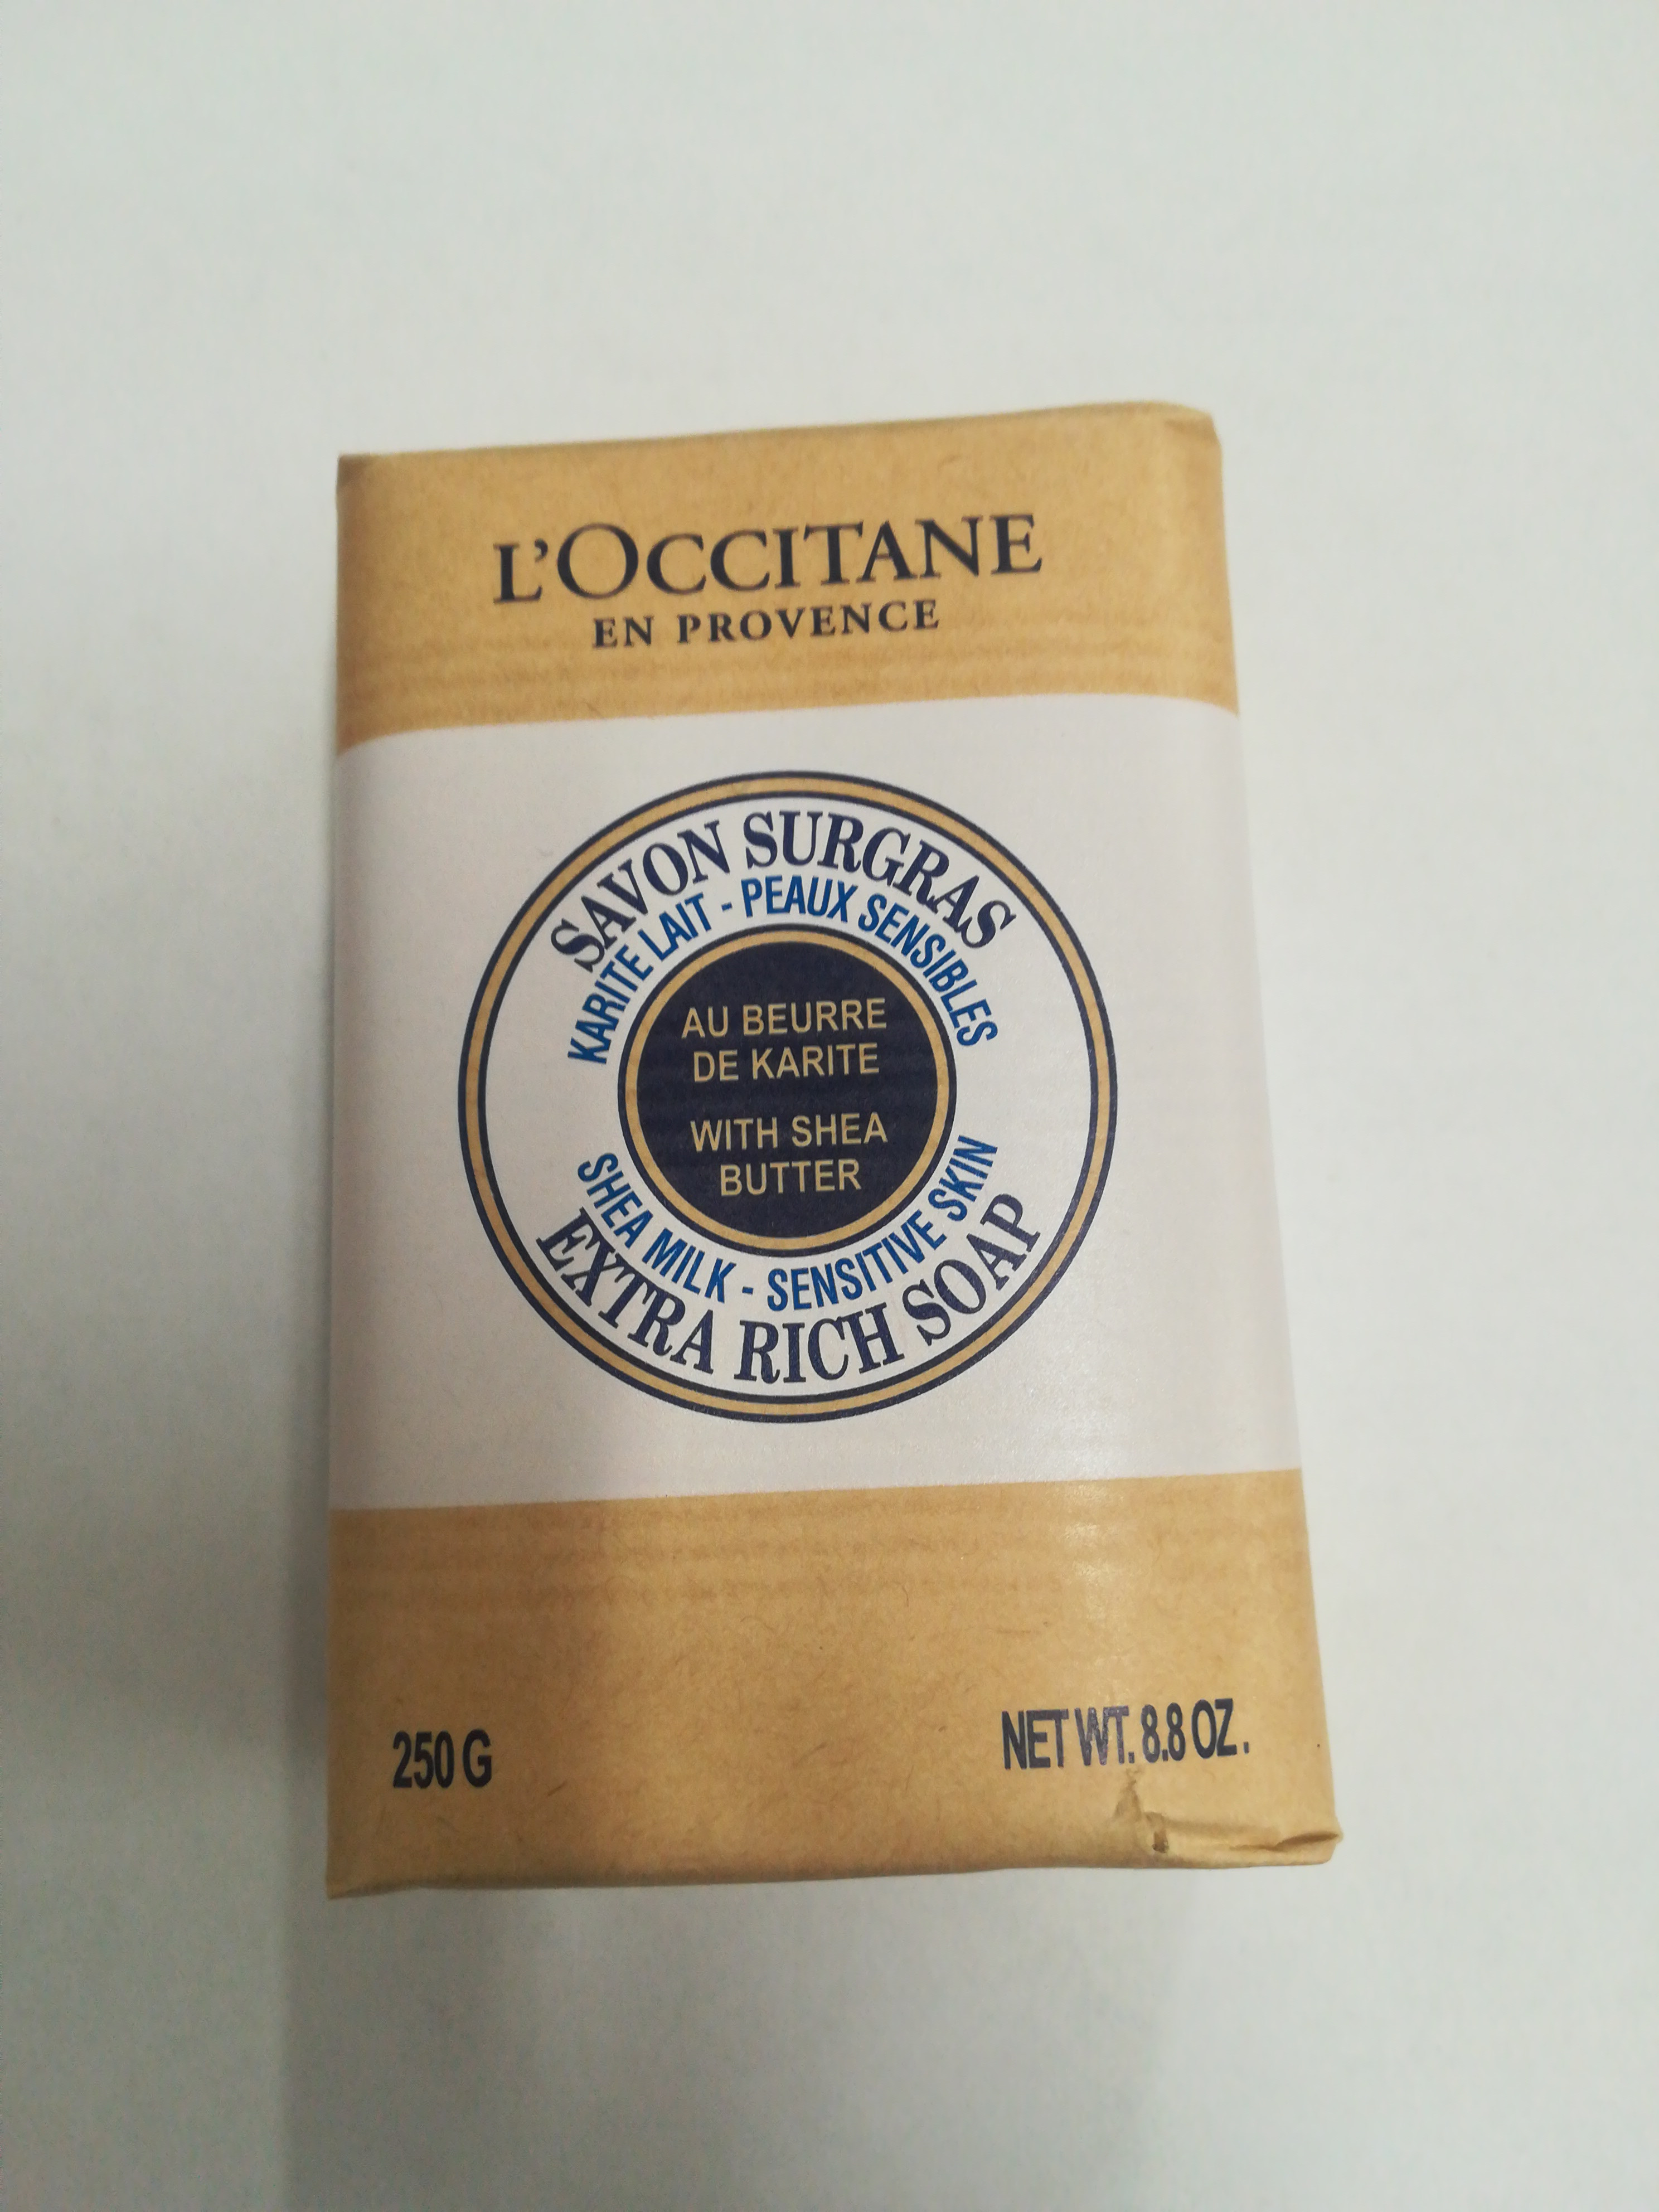 L'OCCITANE
EN PROVENCE
SAVON SURGRAS
KARITE LAIT - PEAUX SENSIBLES
AU BEURRE
DE KARITE
WITH SHEA
BUTTER
SHEA MILK - SENSITIVE SKIN
EXTRA RICH SOAP
250 G
NET WT. 8.8 OZ.